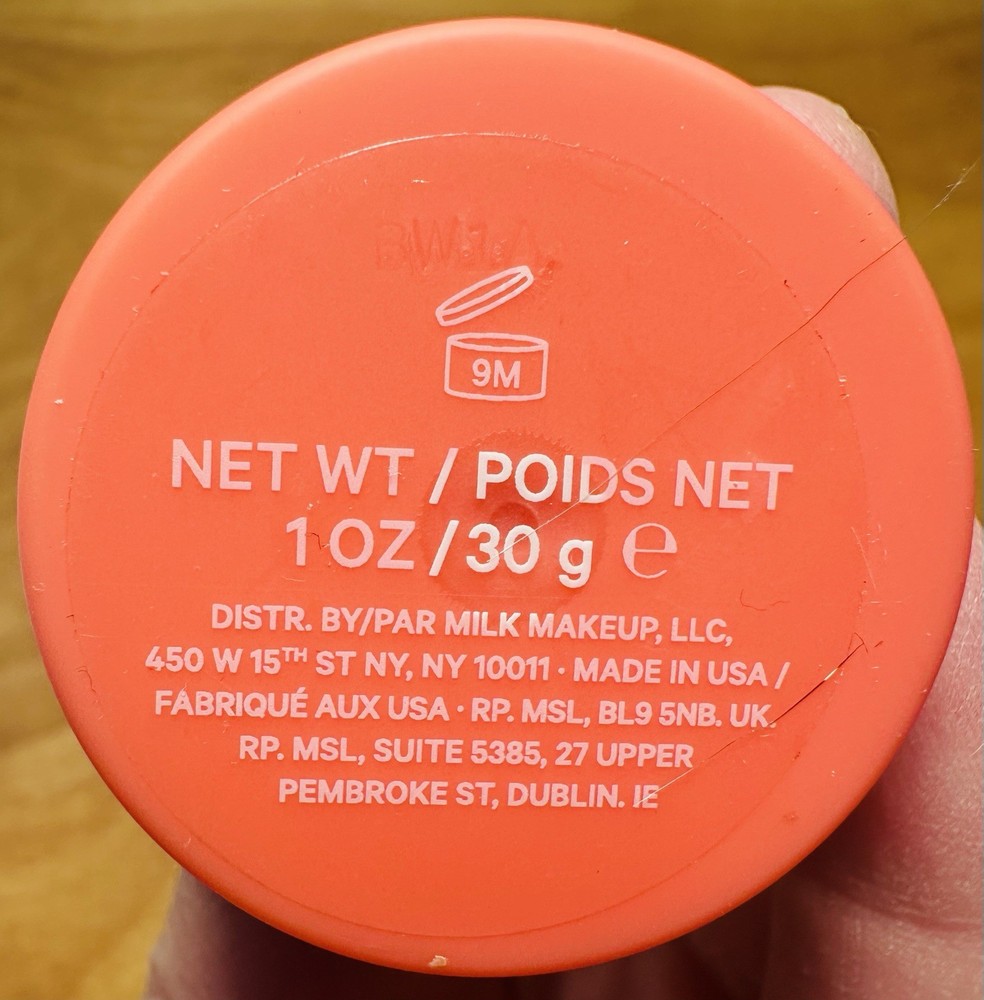 9M
NET WT / POIDS NET
1 OZ / 30 g ℮
DISTR. BY/PAR MILK MAKEUP, LLC,
450 W 15TH ST NY, NY 10011 · MADE IN USA /
FABRIQUÉ AUX USA · RP. MSL, BL9 5NB. UK.
RP. MSL, SUITE 5385, 27 UPPER
PEMBROKE ST, DUBLIN. IE